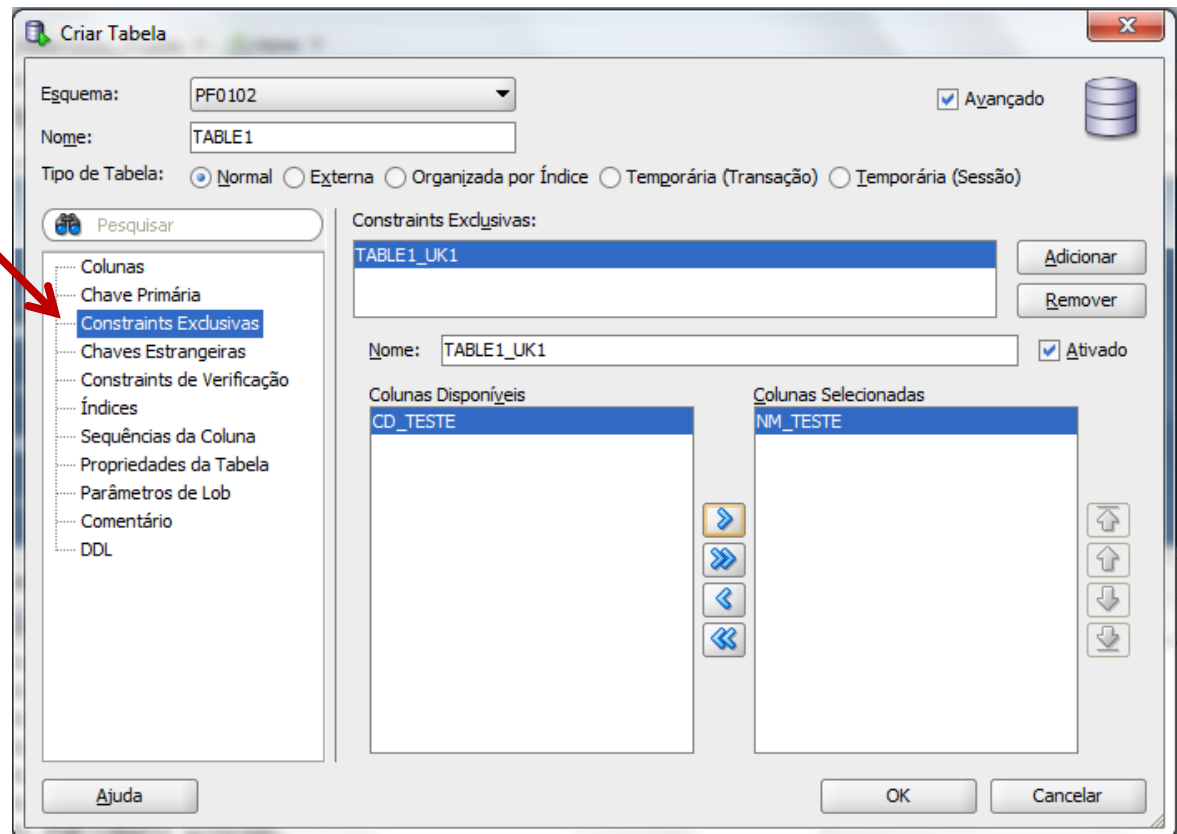 Criar Tabela
Esquema: PF0102 Avançado
Nome: TABLE1
Tipo de Tabela: Normal Externa Organizada por Índice Temporária (Transação) Temporária (Sessão)
Pesquisar
Colunas
Chave Primária
Constraints Exclusivas
Chaves Estrangeiras
Constraints de Verificação
Índices
Sequências da Coluna
Propriedades da Tabela
Parâmetros de Lob
Comentário
DDL
Constraints Exclusivas:
TABLE1_UK1
Adicionar
Remover
Nome: TABLE1_UK1 Ativado
Colunas Disponíveis
CD_TESTE
Colunas Selecionadas
NM_TESTE
Ajuda
OK
Cancelar